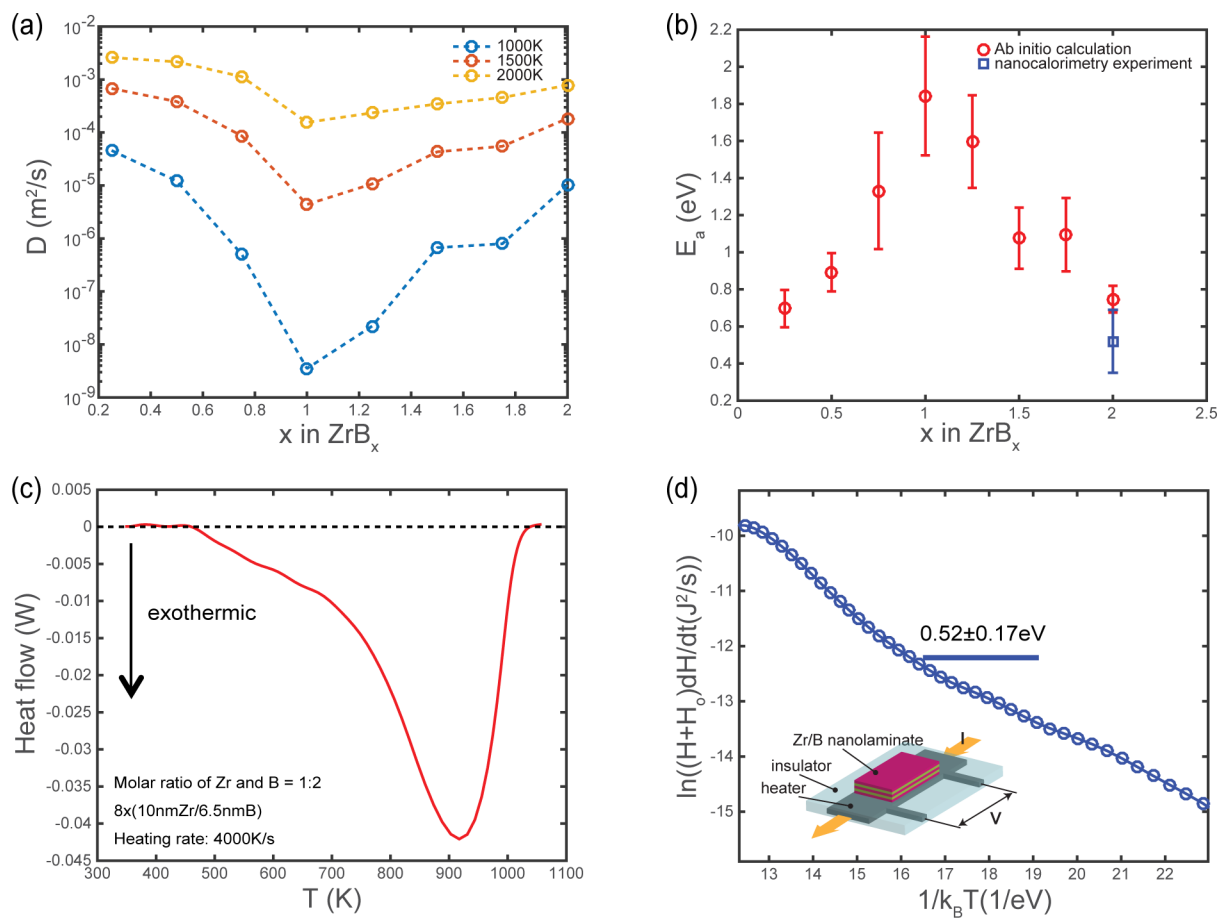 (a)
10^-2
10^-3
10^-4
10^-5
10^-6
10^-7
10^-8
10^-9
D (m^2/s)
1000K
1500K
2000K
0.2 0.4 0.6 0.8 1 1.2 1.4 1.6 1.8 2
x in ZrB_x
(b)
2.2
2
1.8
1.6
1.4
1.2
1
0.8
0.6
0.4
0.2
E_a (eV)
Ab initio calculation
nanocalorimetry experiment
0 0.5 1 1.5 2 2.5
x in ZrB_x
(c)
0.005
0
-0.005
-0.01
-0.015
-0.02
-0.025
-0.03
-0.035
-0.04
-0.045
Heat flow (W)
exothermic
Molar ratio of Zr and B = 1:2
8x(10nmZr/6.5nmB)
Heating rate: 4000K/s
300 400 500 600 700 800 900 1000 1100
T (K)
(d)
-10
-11
-12
-13
-14
-15
ln((H+H_o)dH/dt(J^2/s))
0.52±0.17eV
I
Zr/B nanolaminate
insulator
heater
V
13 14 15 16 17 18 19 20 21 22
1/k_BT(1/eV)